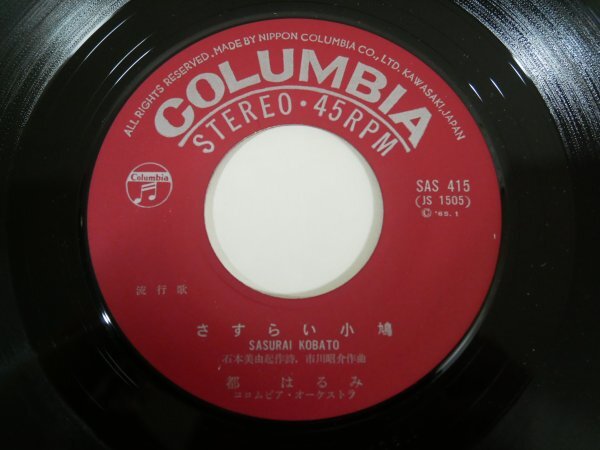 ALL RIGHTS RESERVED. MADE BY NIPPON COLUMBIA CO., LTD. KAWASAKI, JAPAN
COLUMBIA
STEREO・45RPM
Columbia
SAS 415
(JS 1505)
Ⓒ '65.1
流行歌
さすらい小鳩
SASURAI KOBATO
石本美由起作詩、市川昭介作曲
都 はるみ
コロムビア・オーケストラ